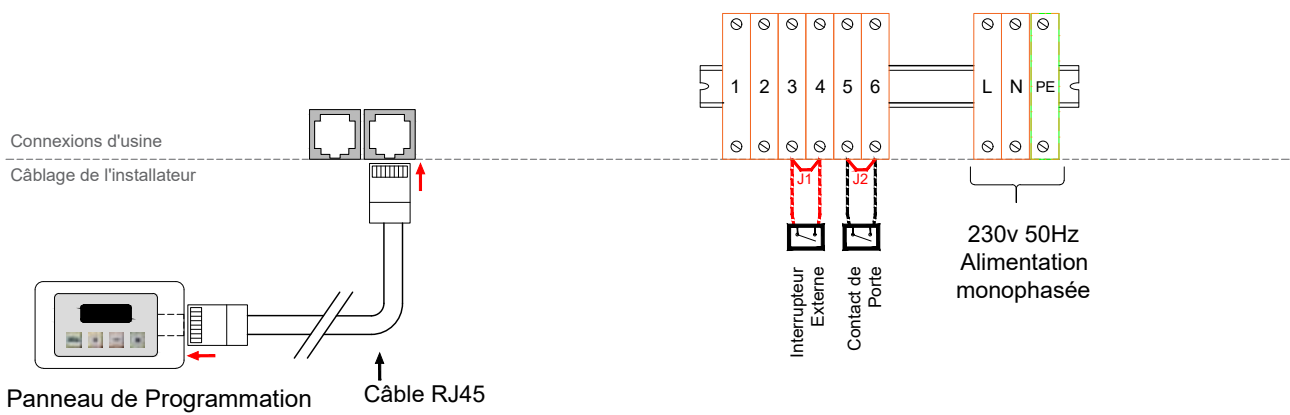 1 2 3 4 5 6 L N PE
Connexions d'usine
Câblage de l'installateur
J1 J2
230v 50Hz
Alimentation
monophasée
Interrupteur
Externe
Contact de
Porte
Panneau de Programmation
Câble RJ45